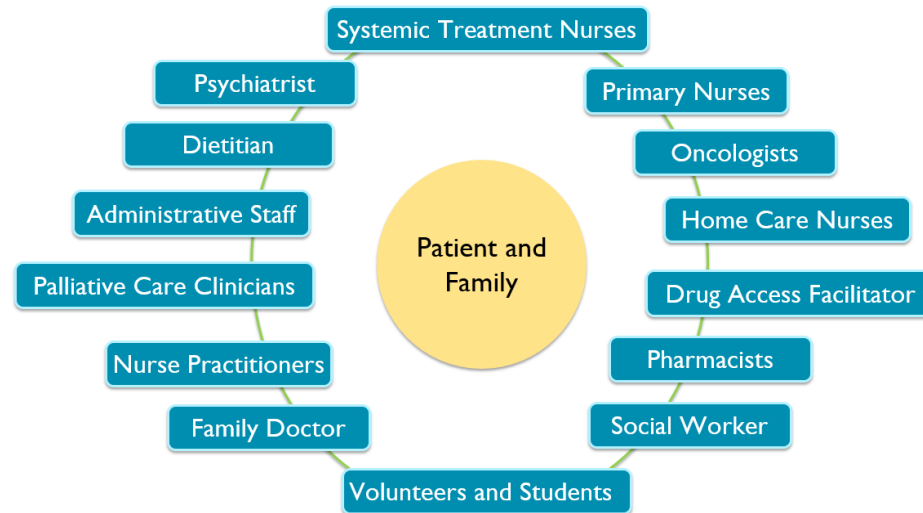 Systemic Treatment Nurses
Psychiatrist
Primary Nurses
Dietitian
Oncologists
Administrative Staff
Home Care Nurses
Patient and
Family
Palliative Care Clinicians
Drug Access Facilitator
Nurse Practitioners
Pharmacists
Family Doctor
Social Worker
Volunteers and Students